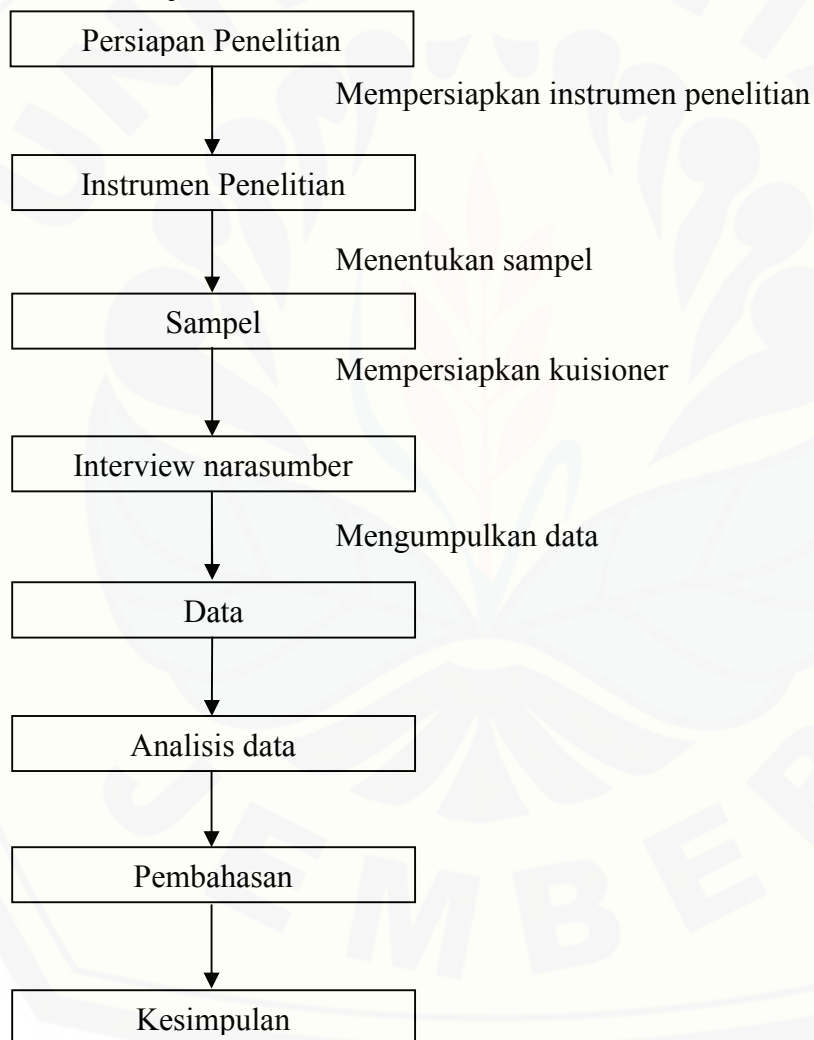 Persiapan Penelitian
Mempersiapkan instrumen penelitian
Instrumen Penelitian
Menentukan sampel
Sampel
Mempersiapkan kuisioner
Interview narasumber
Mengumpulkan data
Data
Analisis data
Pembahasan
Kesimpulan